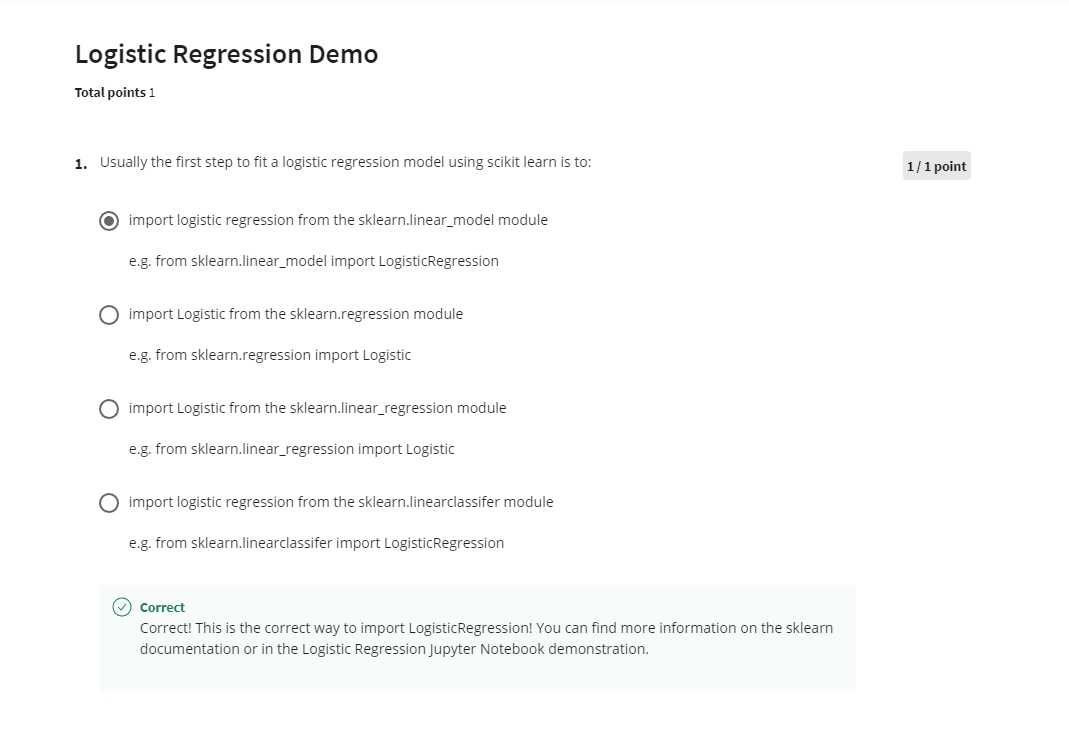 Logistic Regression Demo
Total points 1
1. Usually the first step to fit a logistic regression model using scikit learn is to:
1 / 1 point
import logistic regression from the sklearn.linear_model module
e.g. from sklearn.linear_model import LogisticRegression
import Logistic from the sklearn.regression module
e.g. from sklearn.regression import Logistic
import Logistic from the sklearn.linear_regression module
e.g. from sklearn.linear_regression import Logistic
import logistic regression from the sklearn.linearclassifer module
e.g. from sklearn.linearclassifer import LogisticRegression
Correct
Correct! This is the correct way to import LogisticRegression! You can find more information on the sklearn
documentation or in the Logistic Regression Jupyter Notebook demonstration.